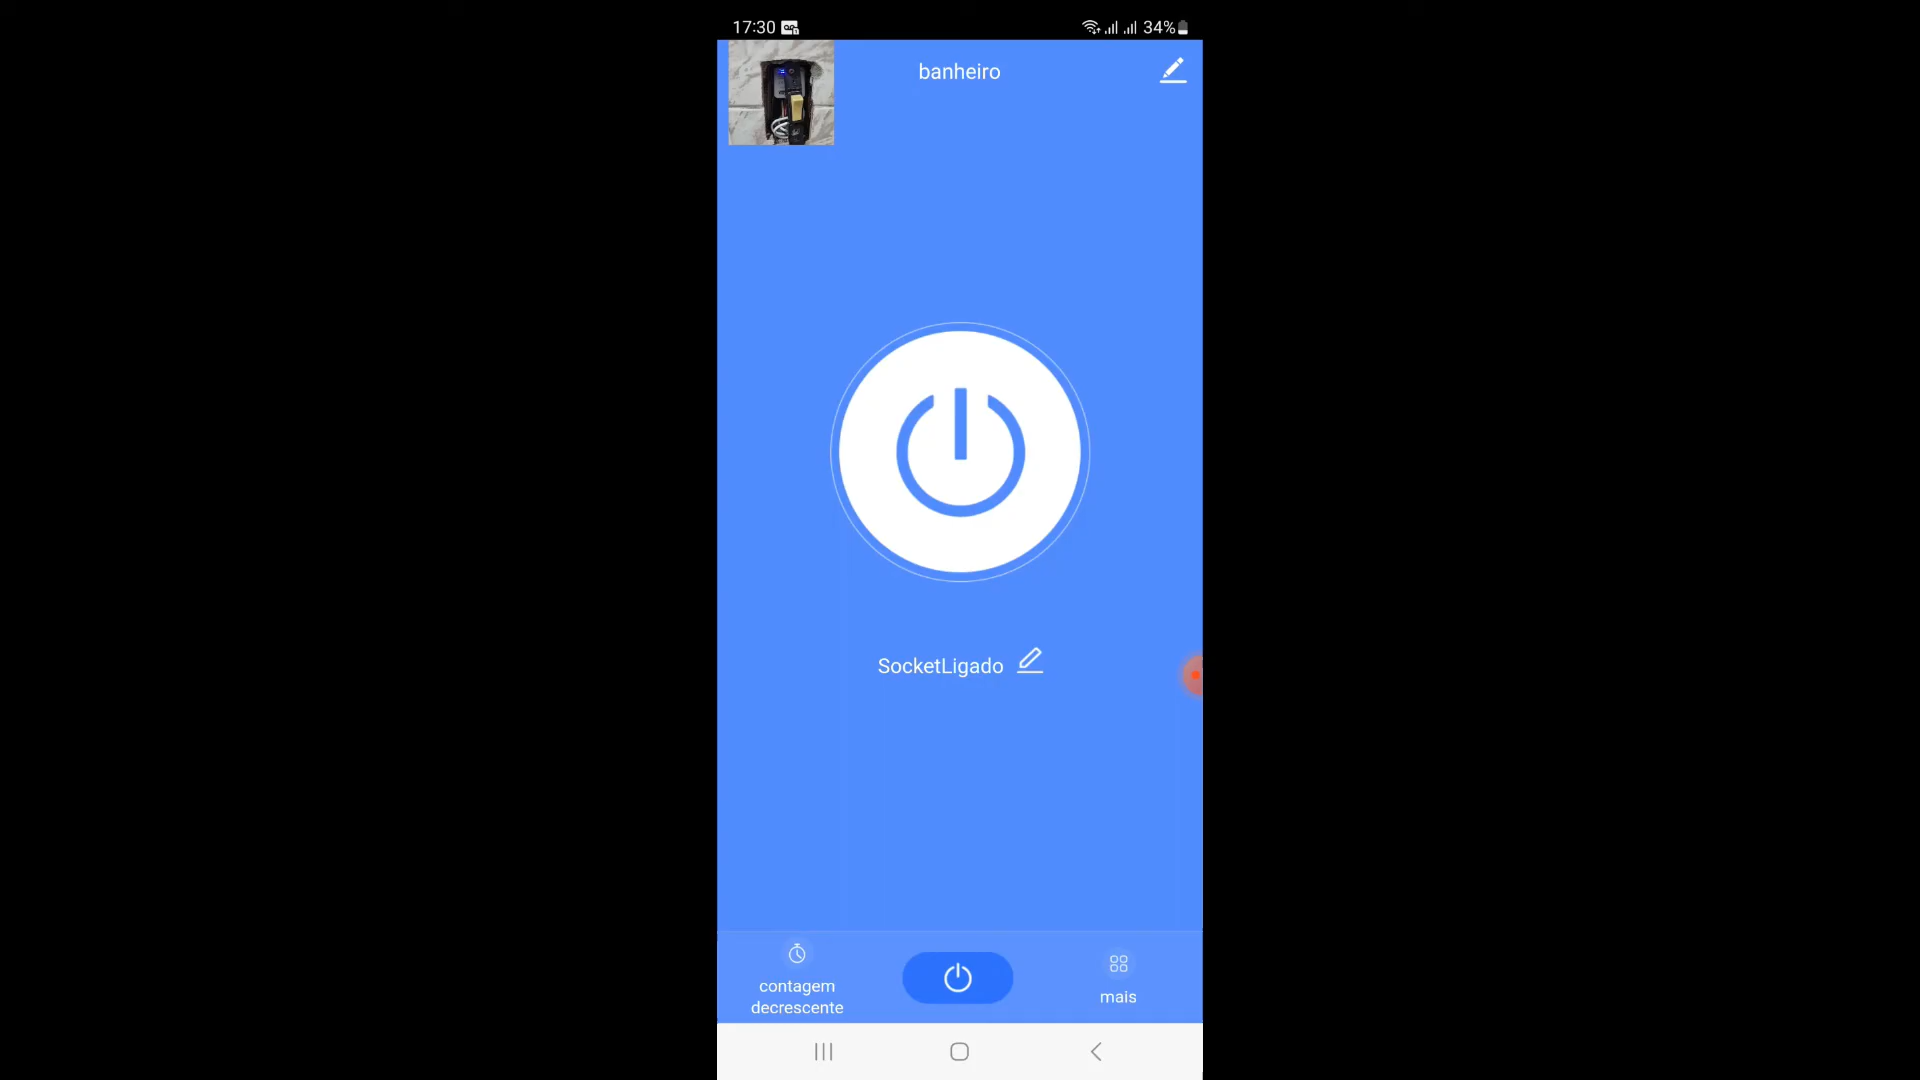 17:30
34%
banheiro
SocketLigado
contagem
decrescente
mais